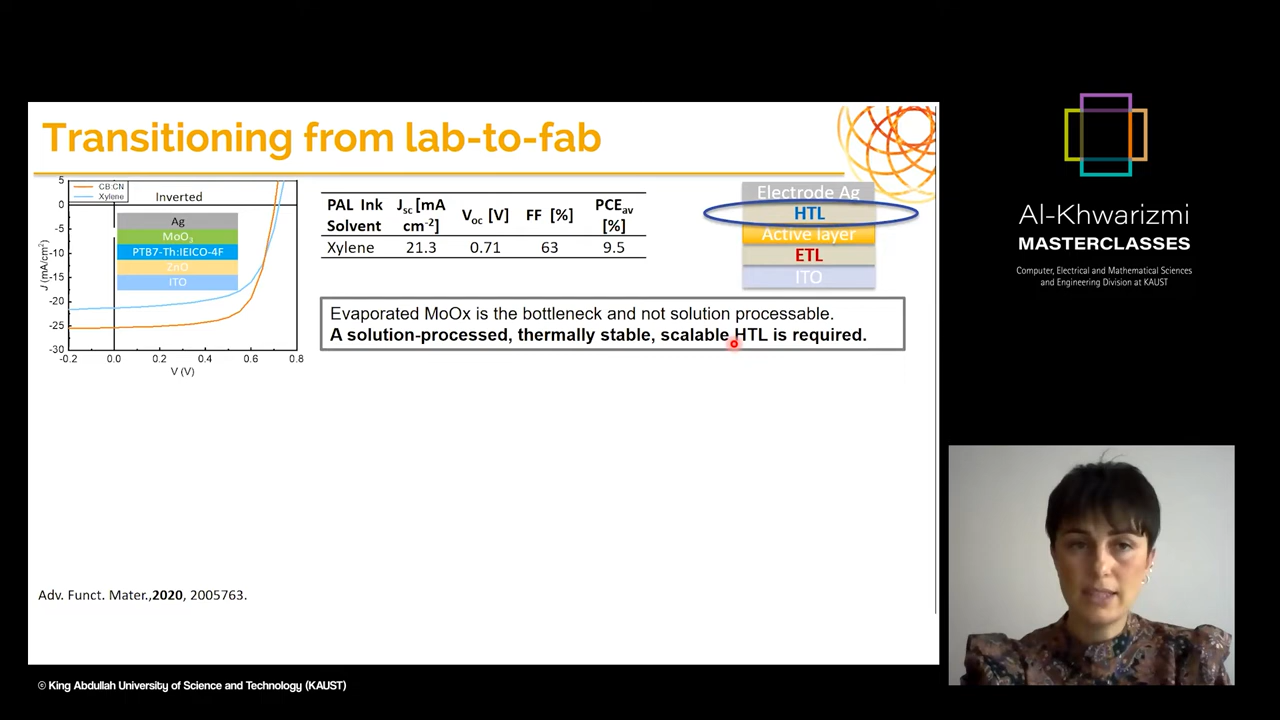 Transitioning from lab-to-fab
5
0
-5
-10
-15
-20
-25
-30
-0.2
0.0
0.2
0.4
0.6
0.8
J (mA/cm²)
V (V)
CB:CN
Xylene
Inverted
Ag
MoO₃
PTB7-Th:IEICO-4F
ZnO
ITO
PAL Ink Solvent Jsc [mA cm⁻²] Voc [V] FF [%] PCEav [%]
Xylene 21.3 0.71 63 9.5
Electrode Ag
HTL
Active layer
ETL
ITO
Evaporated MoOx is the bottleneck and not solution processable.
A solution-processed, thermally stable, scalable HTL is required.
Adv. Funct. Mater.,2020, 2005763.
Al-Khwarizmi
MASTERCLASSES
Computer, Electrical and Mathematical Sciences
and Engineering Division at KAUST
© King Abdullah University of Science and Technology (KAUST)